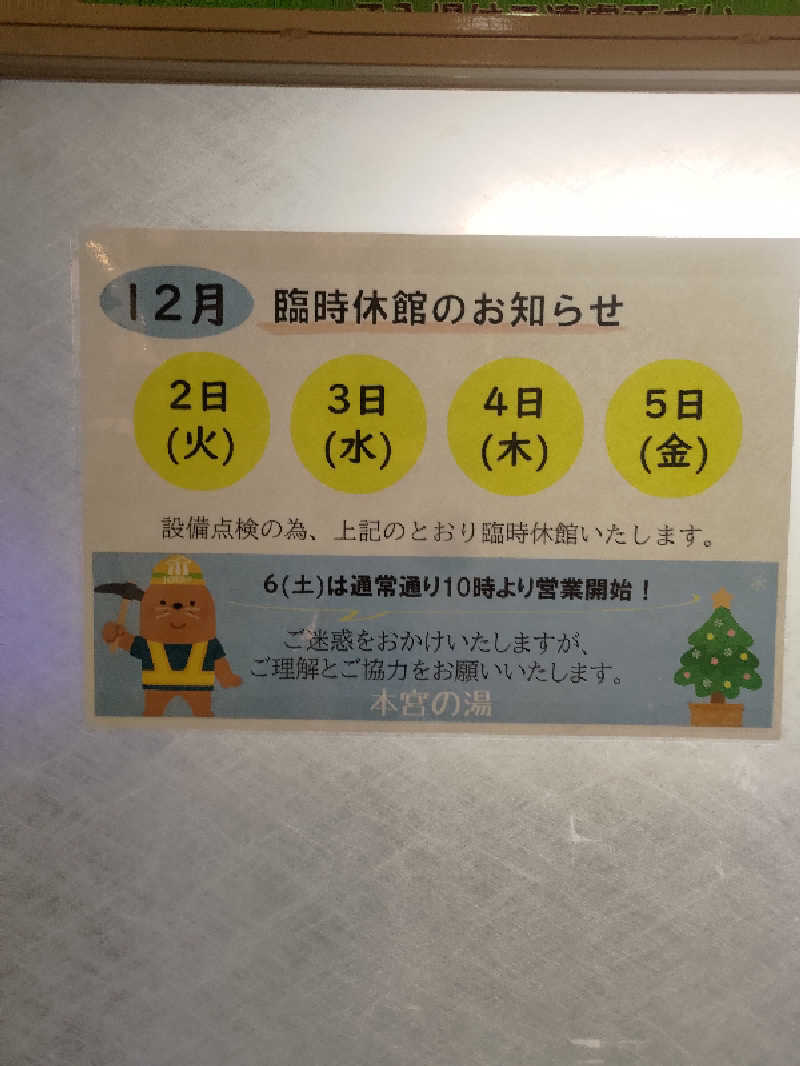 12月 臨時休館のお知らせ
2日 3日 4日 5日
(火) (水) (木) (金)
設備点検の為、上記のとおり臨時休館いたします。
6(土)は通常通り10時より営業開始！
ご迷惑をおかけいたしますが、
ご理解とご協力をお願いいたします。
本宮の湯